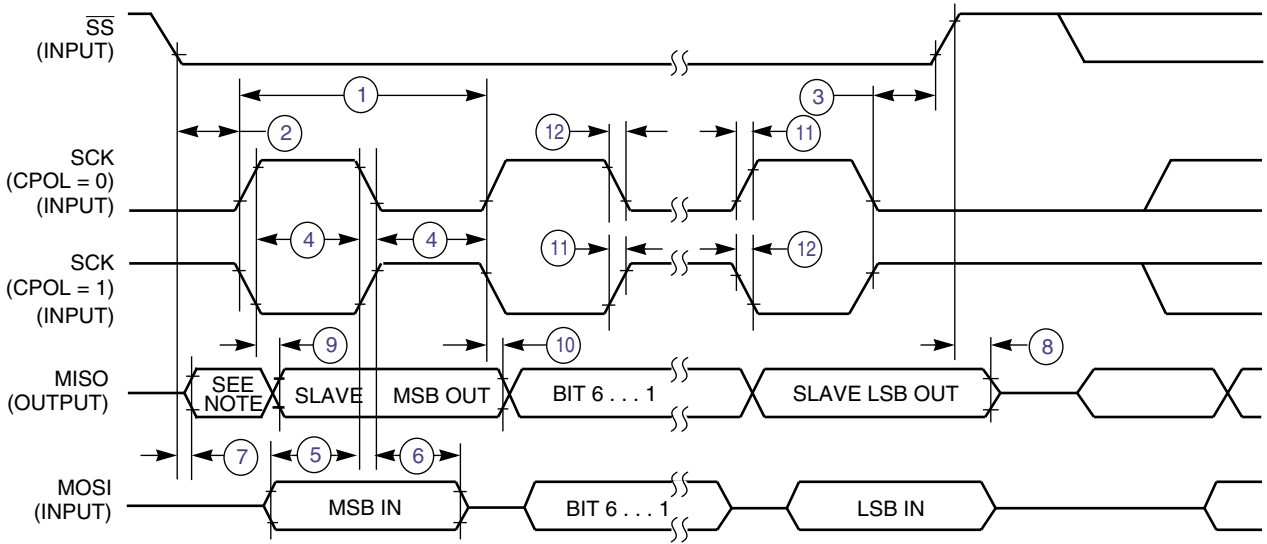 SS
(INPUT)
1
3
2
12
11
SCK
(CPOL = 0)
(INPUT)
4
4
11
12
SCK
(CPOL = 1)
(INPUT)
9
10
8
MISO
(OUTPUT)
SEE
NOTE
SLAVE
MSB OUT
BIT 6 . . . 1
SLAVE LSB OUT
7
5
6
MOSI
(INPUT)
MSB IN
BIT 6 . . . 1
LSB IN